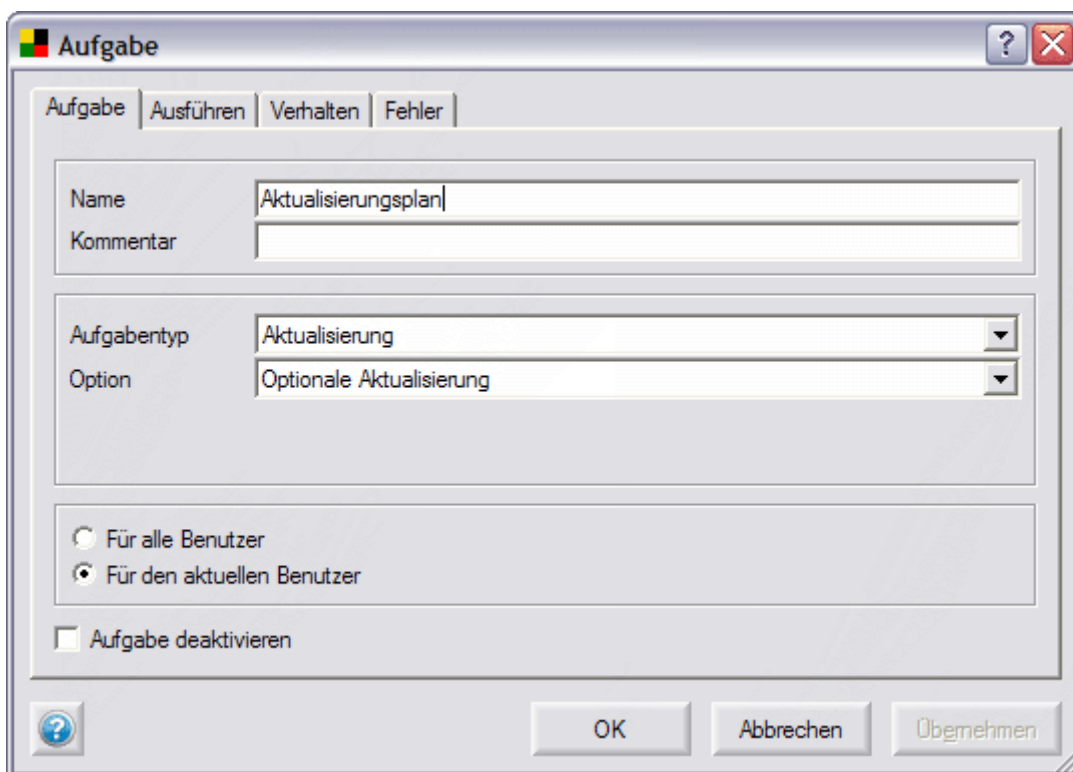 Aufgabe
Aufgabe Ausführen Verhalten Fehler
Name Aktualisierungsplan
Kommentar
Aufgabentyp Aktualisierung
Option Optionale Aktualisierung
Für alle Benutzer
Für den aktuellen Benutzer
Aufgabe deaktivieren
OK Abbrechen Übernehmen